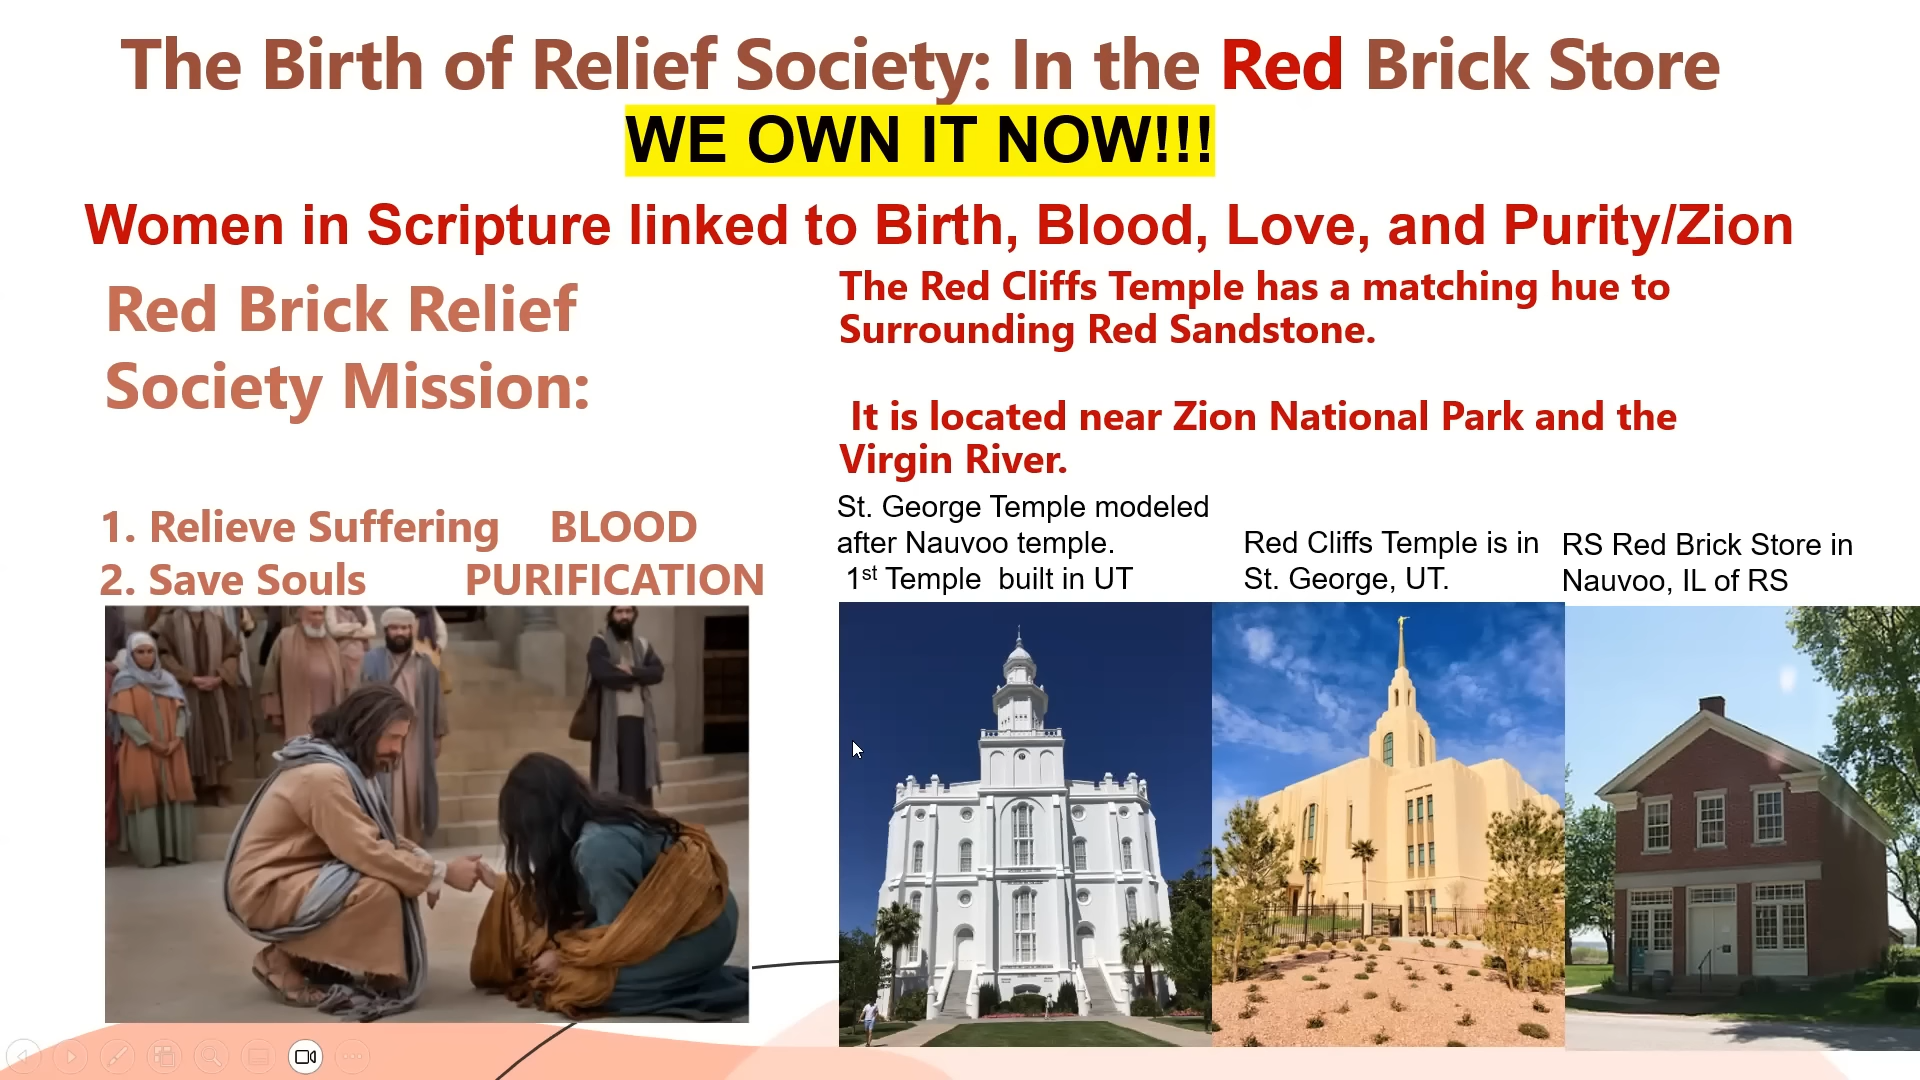 The Birth of Relief Society: In the Red Brick Store
WE OWN IT NOW!!!
Women in Scripture linked to Birth, Blood, Love, and Purity/Zion
Red Brick Relief
Society Mission:
1. Relieve Suffering BLOOD
2. Save Souls PURIFICATION
The Red Cliffs Temple has a matching hue to
Surrounding Red Sandstone.
It is located near Zion National Park and the
Virgin River.
St. George Temple modeled
after Nauvoo temple.
1st Temple built in UT
Red Cliffs Temple is in
St. George, UT.
RS Red Brick Store in
Nauvoo, IL of RS